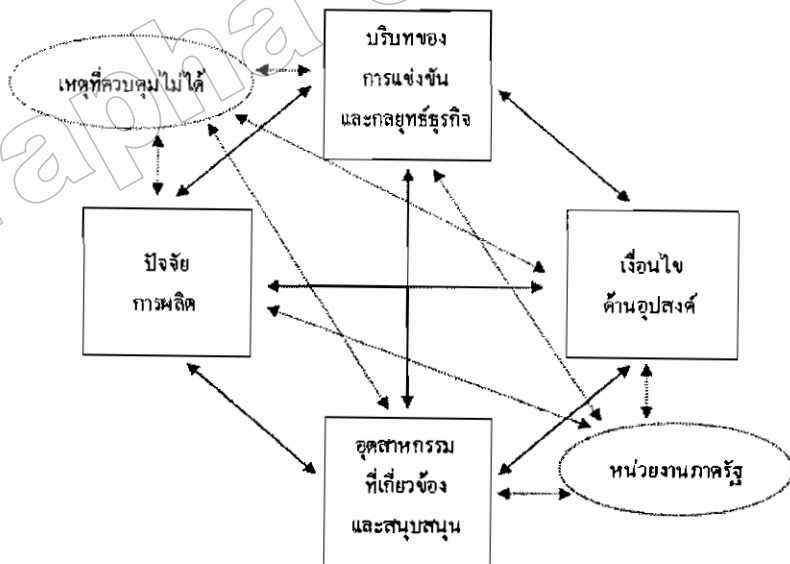 บริบทของ
การแข่งขัน
และกลยุทธ์ธุรกิจ
เหตุที่ควบคุมไม่ได้
ปัจจัย
การผลิต
เงื่อนไข
ด้านอุปสงค์
อุตสาหกรรม
ที่เกี่ยวข้อง
และสนุบสนุน
หน่วยงานภาครัฐ